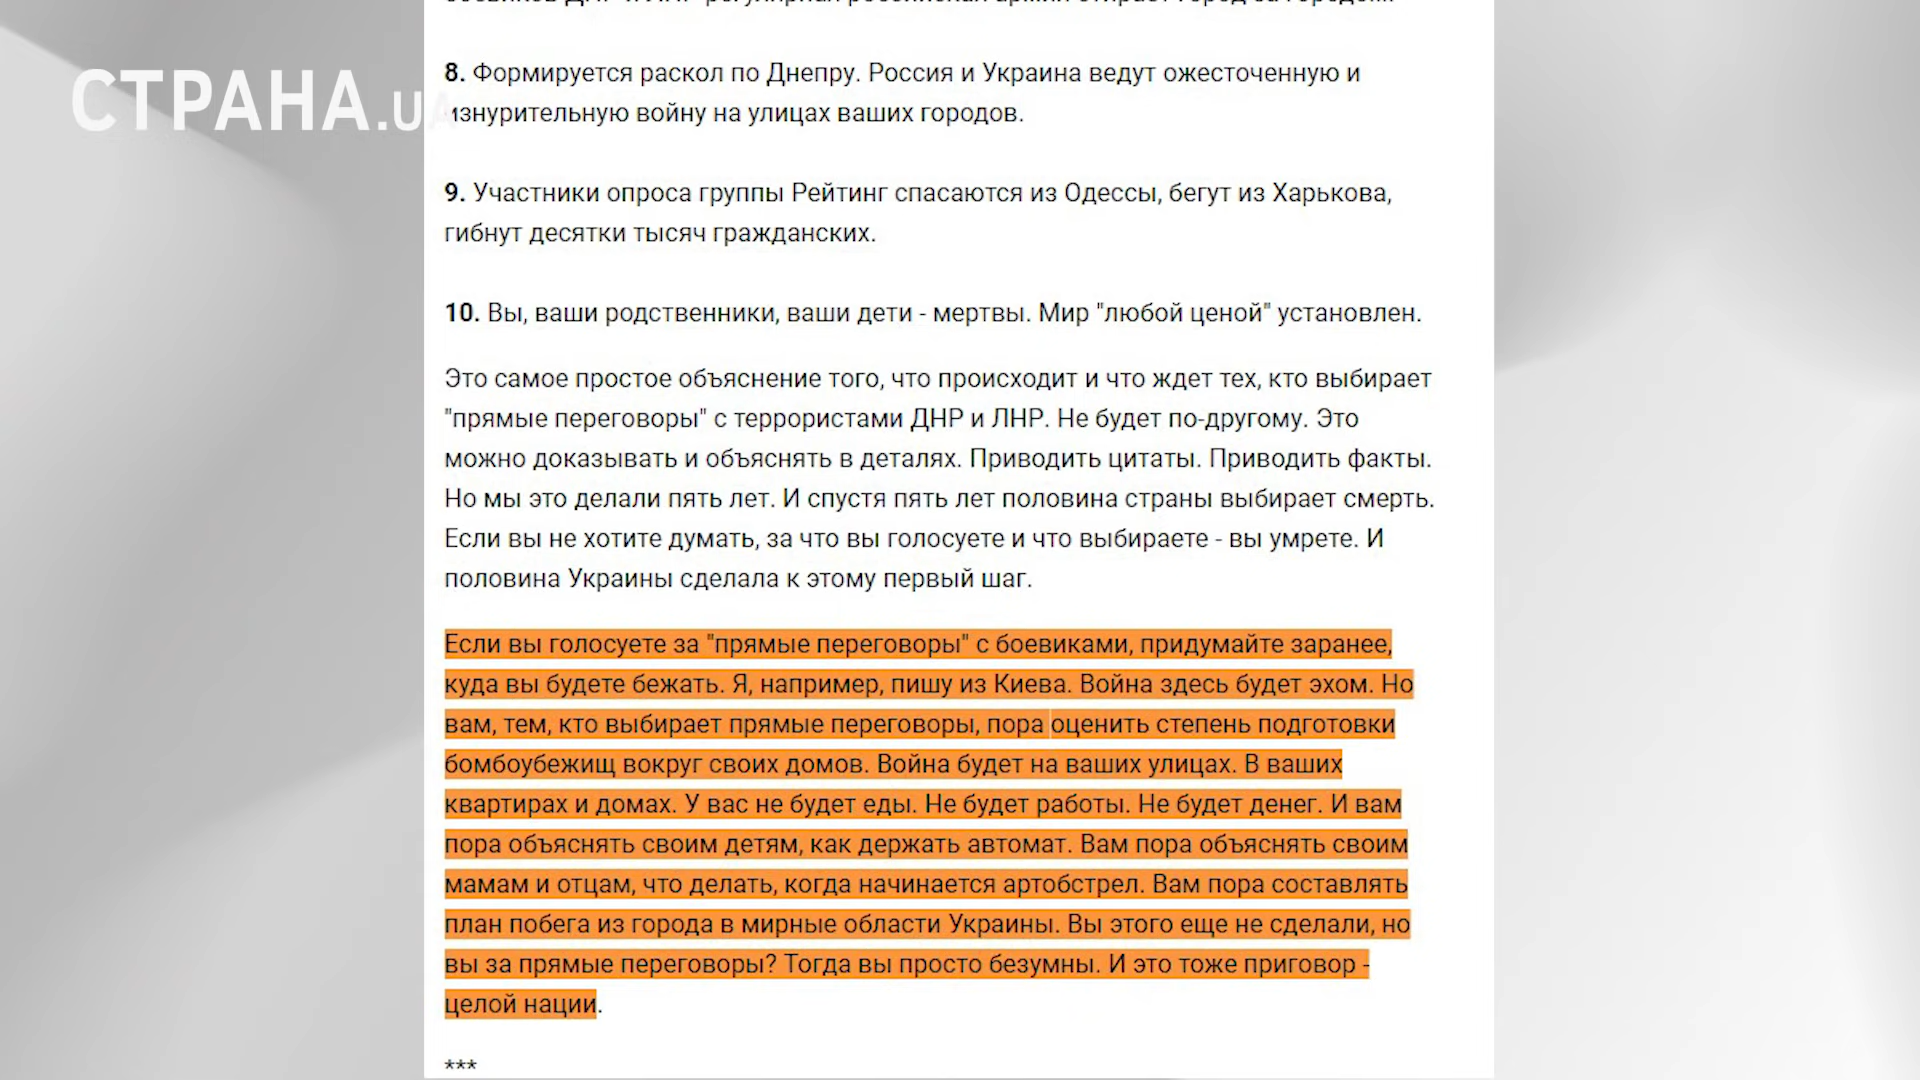 СТРАНА.UA
8. Формируется раскол по Днепру. Россия и Украина ведут ожесточенную и
изнурительную войну на улицах ваших городов.
9. Участники опроса группы Рейтинг спасаются из Одессы, бегут из Харькова,
гибнут десятки тысяч гражданских.
10. Вы, ваши родственники, ваши дети - мертвы. Мир "любой ценой" установлен.
Это самое простое объяснение того, что происходит и что ждет тех, кто выбирает
"прямые переговоры" с террористами ДНР и ЛНР. Не будет по-другому. Это
можно доказывать и объяснять в деталях. Приводить цитаты. Приводить факты.
Но мы это делали пять лет. И спустя пять лет половина страны выбирает смерть.
Если вы не хотите думать, за что вы голосуете и что выбираете - вы умрете. И
половина Украины сделала к этому первый шаг.
Если вы голосуете за "прямые переговоры" с боевиками, придумайте заранее,
куда вы будете бежать. Я, например, пишу из Киева. Война здесь будет эхом. Но
вам, тем, кто выбирает прямые переговоры, пора оценить степень подготовки
бомбоубежищ вокруг своих домов. Война будет на ваших улицах. В ваших
квартирах и домах. У вас не будет еды. Не будет работы. Не будет денег. И вам
пора объяснять своим детям, как держать автомат. Вам пора объяснять своим
мамам и отцам, что делать, когда начинается артобстрел. Вам пора составлять
план побега из города в мирные области Украины. Вы этого еще не сделали, но
вы за прямые переговоры? Тогда вы просто безумны. И это тоже приговор -
целой нации.
***